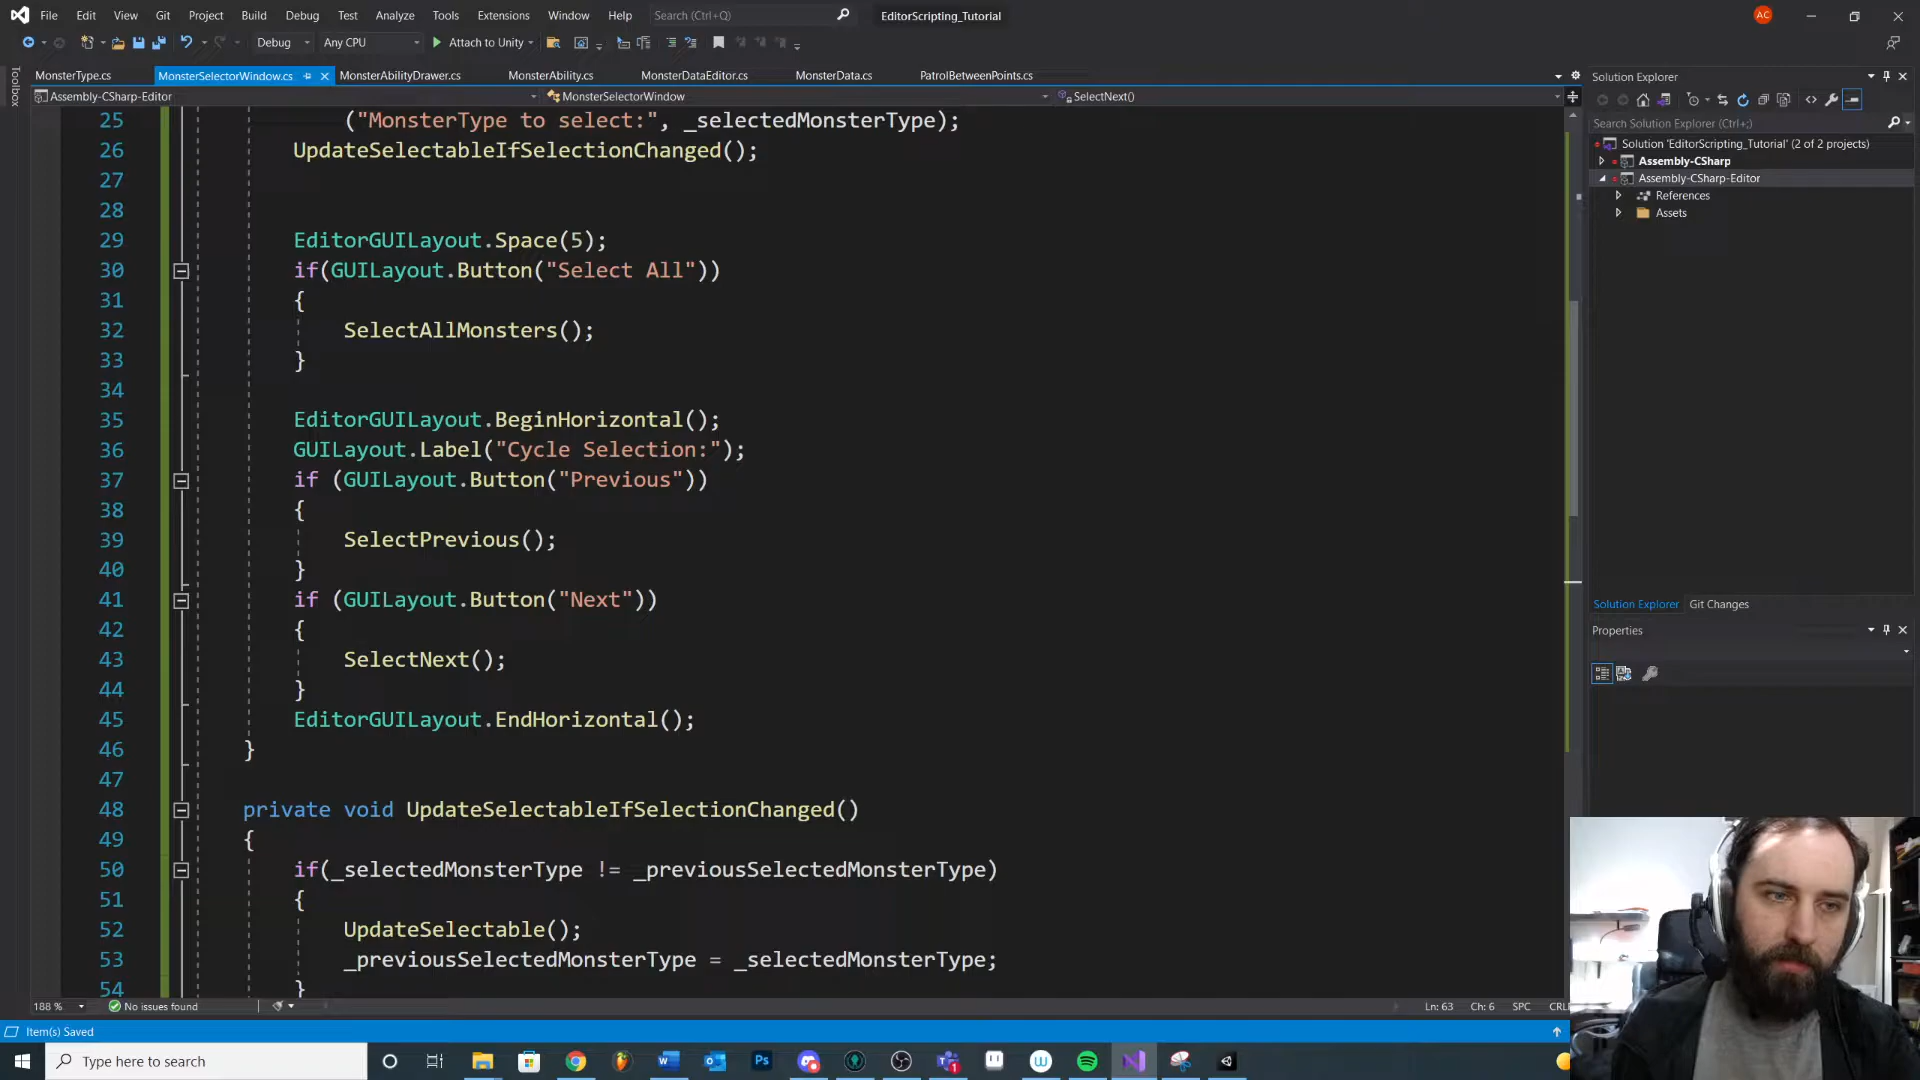 File Edit View Git Project Build Debug Test Analyze Tools Extensions Window Help Search (Ctrl+Q) EditorScripting_Tutorial AC
Debug Any CPU Attach to Unity
Toolbox
MonsterType.cs MonsterSelectorWindow.cs MonsterAbilityDrawer.cs MonsterAbility.cs MonsterDataEditor.cs MonsterData.cs PatrolBetweenPoints.cs
Assembly-CSharp-Editor MonsterSelectorWindow SelectNext()
25 ("MonsterType to select:", _selectedMonsterType);
26 UpdateSelectableIfSelectionChanged();
27
28
29 EditorGUILayout.Space(5);
30 if(GUILayout.Button("Select All"))
31 {
32 SelectAllMonsters();
33 }
34
35 EditorGUILayout.BeginHorizontal();
36 GUILayout.Label("Cycle Selection:");
37 if (GUILayout.Button("Previous"))
38 {
39 SelectPrevious();
40 }
41 if (GUILayout.Button("Next"))
42 {
43 SelectNext();
44 }
45 EditorGUILayout.EndHorizontal();
46 }
47
48 private void UpdateSelectableIfSelectionChanged()
49 {
50 if(_selectedMonsterType != _previousSelectedMonsterType)
51 {
52 UpdateSelectable();
53 _previousSelectedMonsterType = _selectedMonsterType;
54 }
188 % No issues found Ln: 63 Ch: 6 SPC CRL
Item(s) Saved
Solution Explorer
Search Solution Explorer (Ctrl+;)
Solution 'EditorScripting_Tutorial' (2 of 2 projects)
Assembly-CSharp
Assembly-CSharp-Editor
References
Assets
Solution Explorer Git Changes
Properties
Type here to search